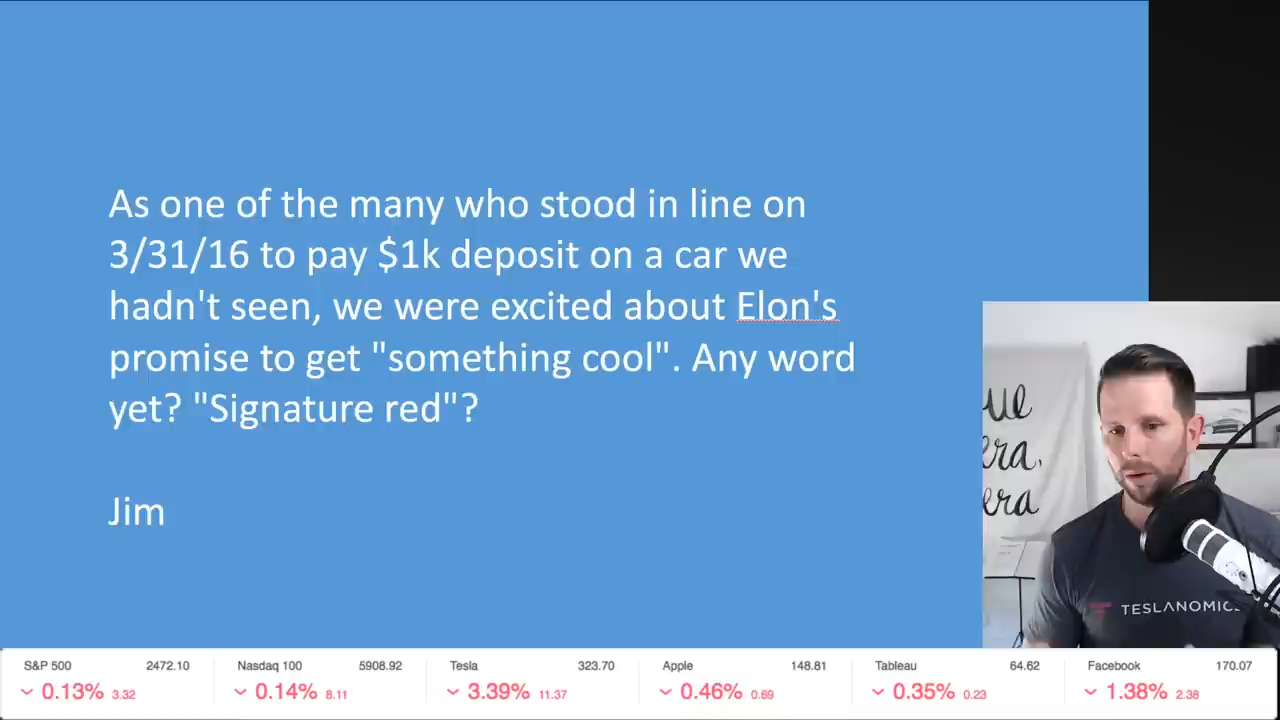 As one of the many who stood in line on
3/31/16 to pay $1k deposit on a car we
hadn't seen, we were excited about Elon's
promise to get "something cool". Any word
yet? "Signature red"?
Jim
ue
era,
era
TESLANOMICS
S&P 500 2472.10 Nasdaq 100 5908.92 Tesla 323.70 Apple 148.81 Tableau 64.62 Facebook 170.07
0.13% 3.32 0.14% 8.11 3.39% 11.37 0.46% 0.69 0.35% 0.23 1.38% 2.38